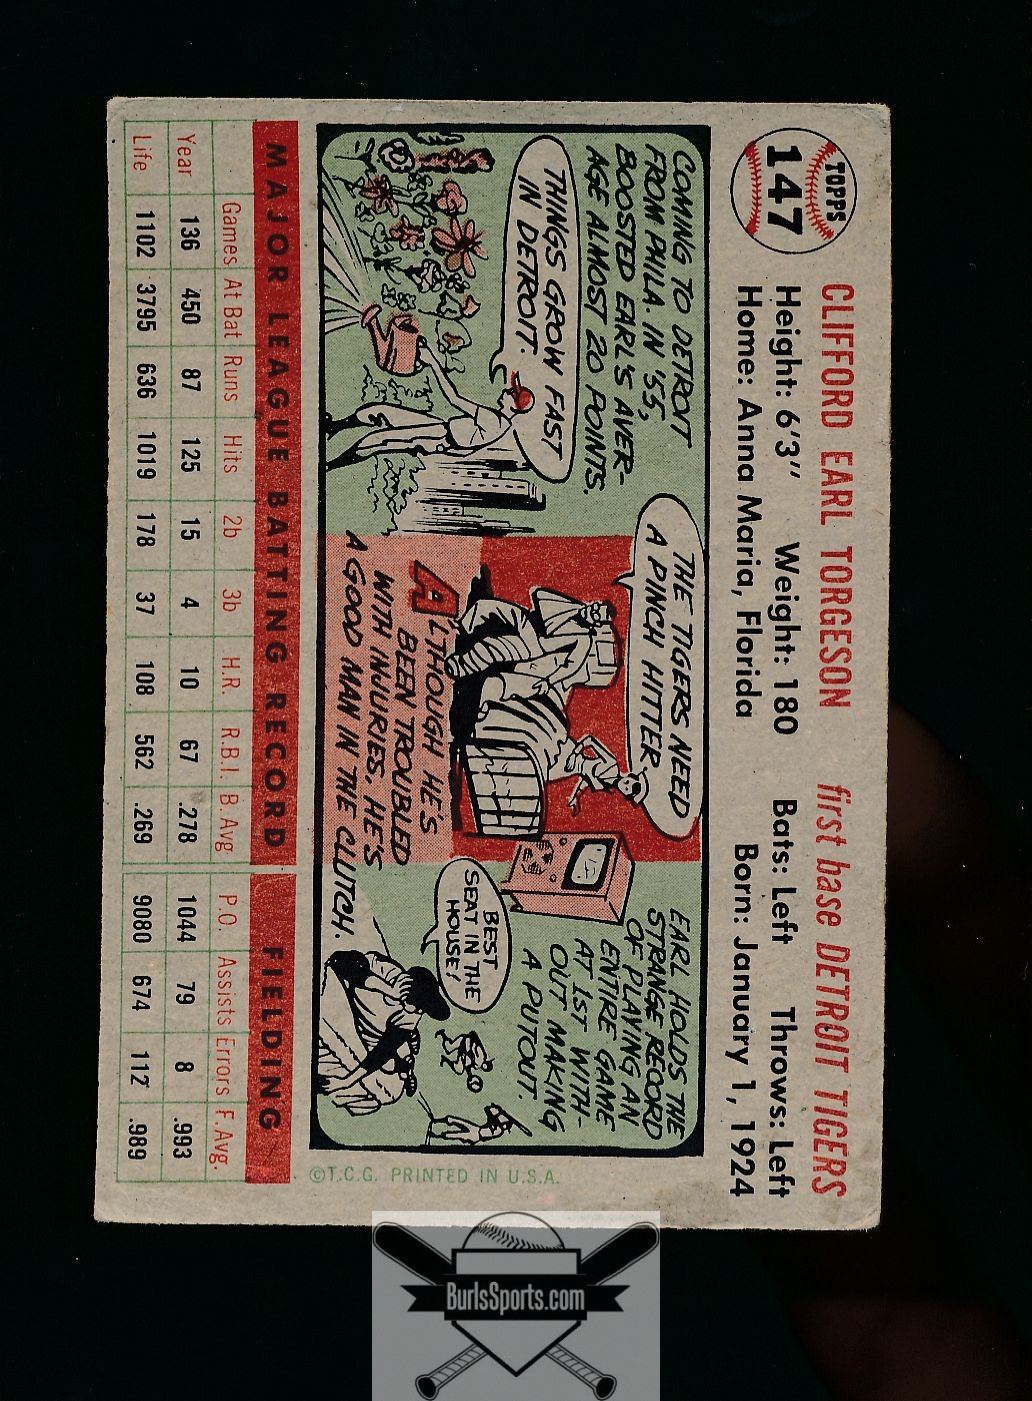 TOPPS
147
CLIFFORD EARL TORGESON first base DETROIT TIGERS
Height: 6'3" Weight: 180 Bats: Left Throws: Left
Home: Anna Maria, Florida Born: January 1, 1924
COMING TO DETROIT
FROM PHILA. IN '55,
BOOSTED EARL'S AVER-
AGE ALMOST 20 POINTS.
THINGS GROW FAST
IN DETROIT.
THE TIGERS NEED
A PINCH HITTER
ALTHOUGH HE'S
BEEN TROUBLED
WITH INJURIES, HE'S
A GOOD MAN IN THE CLUTCH.
EARL HOLDS THE
STRANGE RECORD
OF PLAYING AN
ENTIRE GAME
AT 1ST WITH-
OUT MAKING
A PUTOUT.
BEST
SEAT IN THE
HOUSE!
MAJOR LEAGUE BATTING RECORD FIELDING
Games At Bat Runs Hits 2b 3b H.R. R.B.I. B.Avg P.O. Assists Errors F.Avg.
Year 136 450 87 125 15 4 10 67 .278 1044 79 8 .993
Life 1102 3795 636 1019 178 37 108 562 .269 9080 674 112 .989
©T.C.G. PRINTED IN U.S.A.
BurlsSports.com